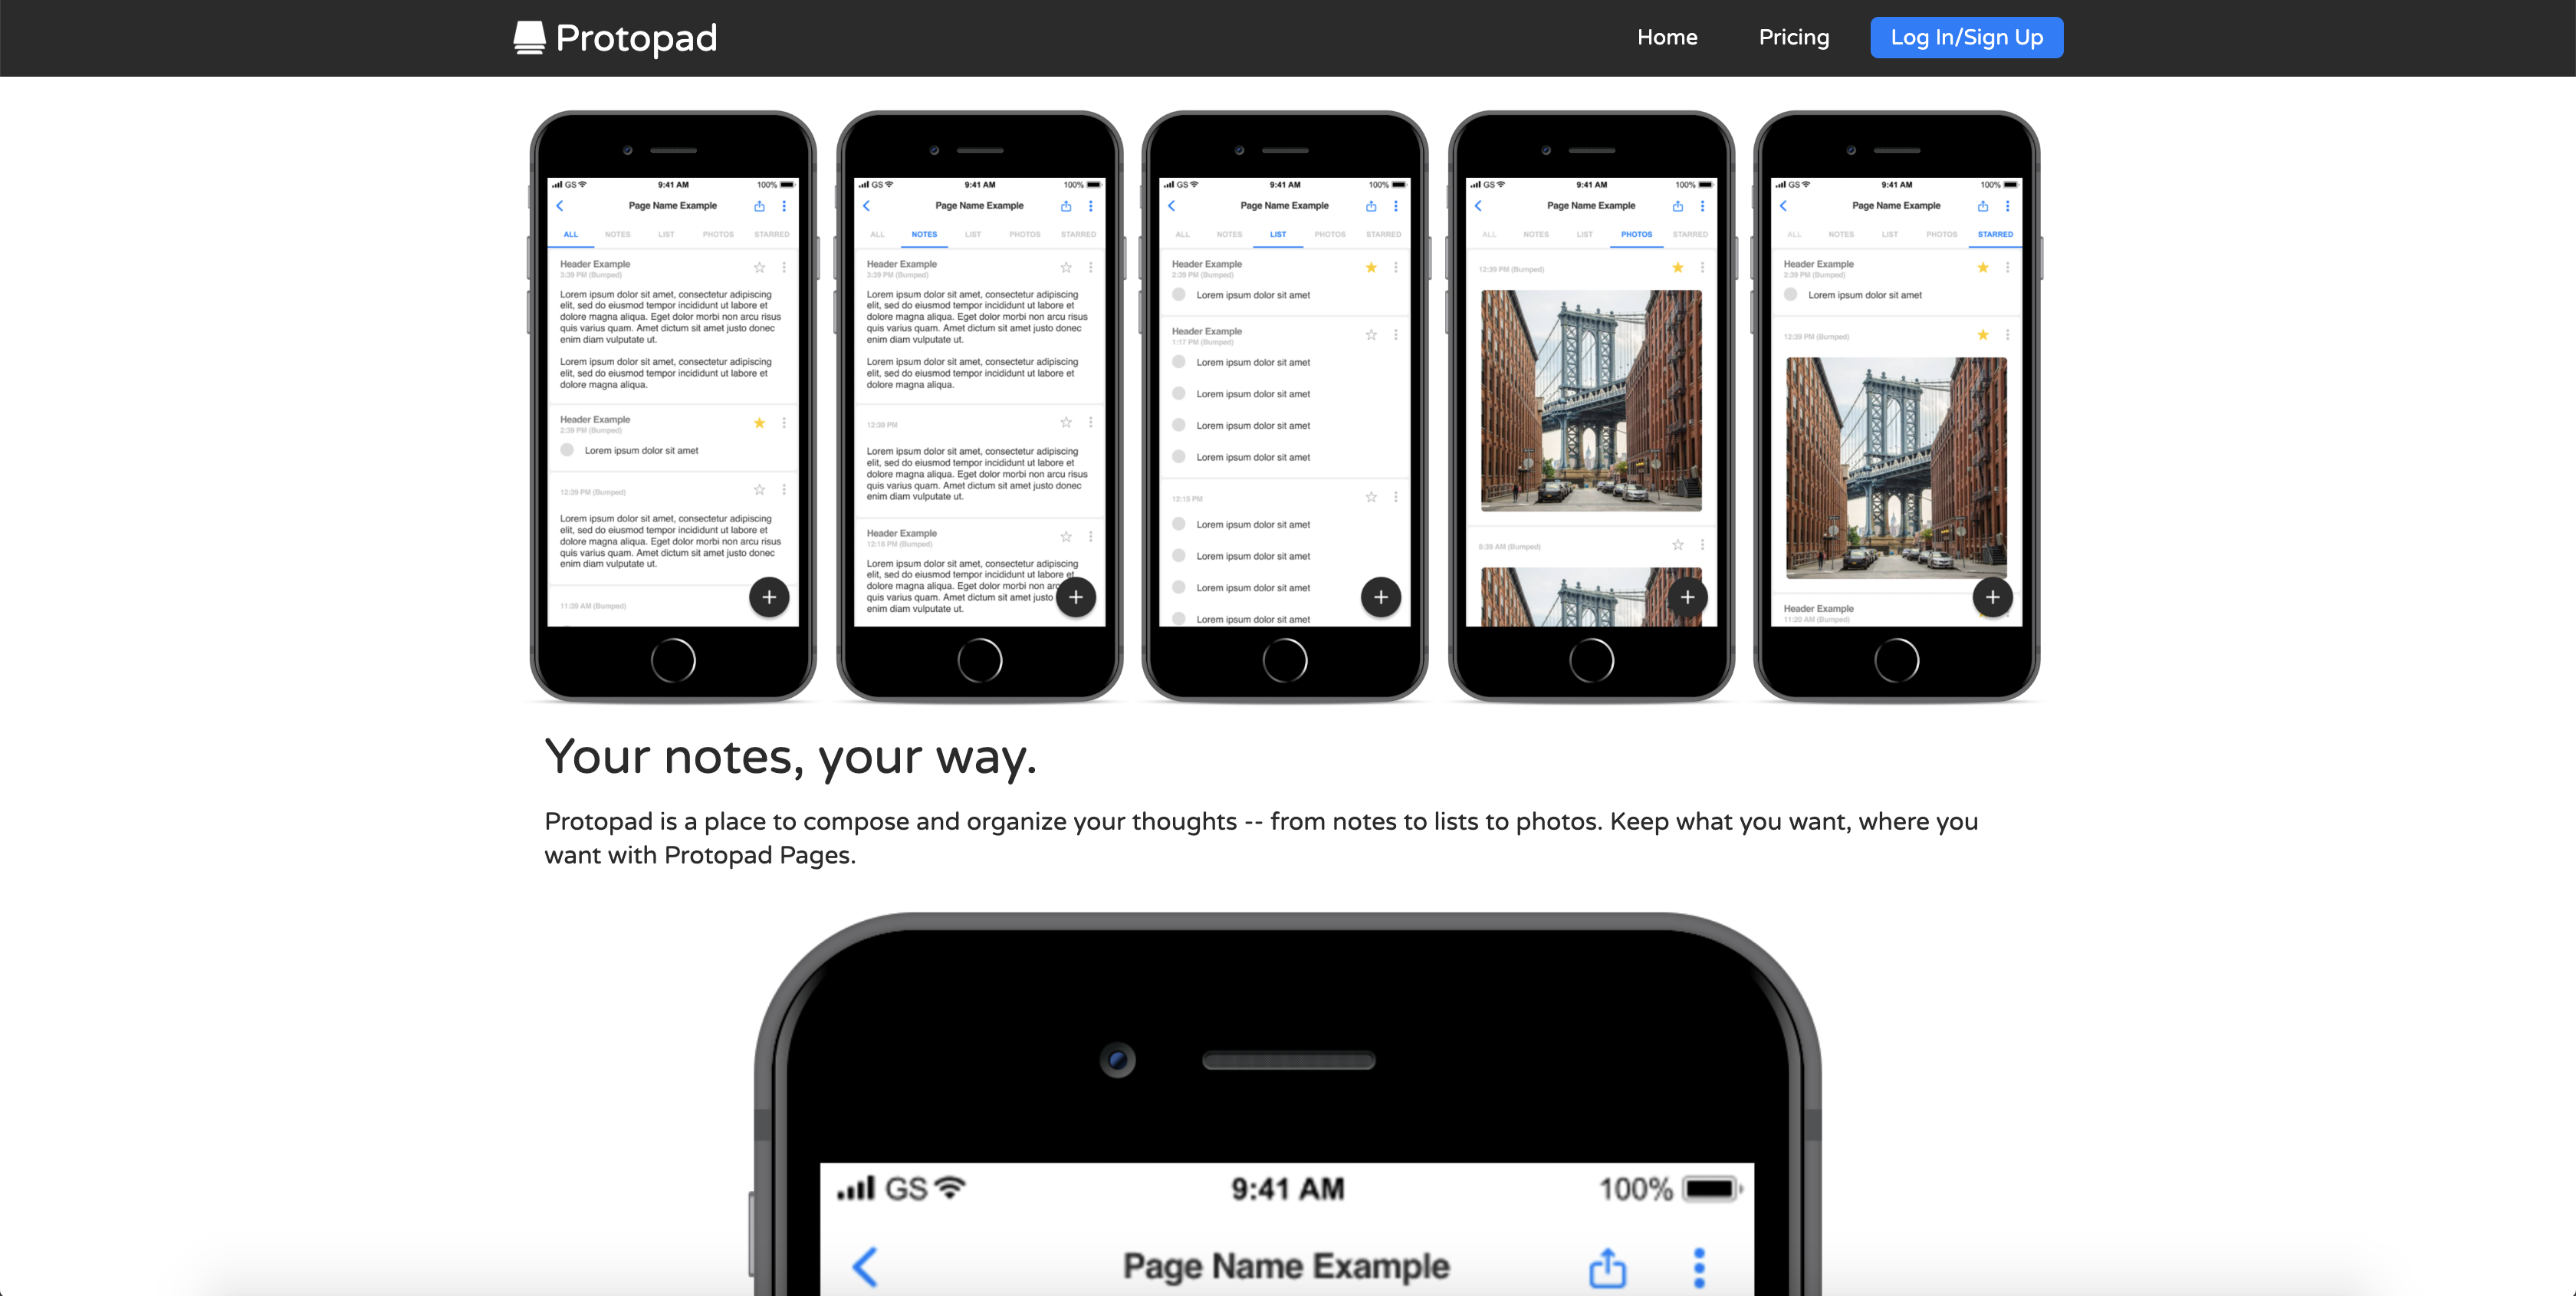 Protopad
Home Pricing Log In/Sign Up
GS 9:41 AM 100%
Page Name Example
ALL NOTES LIST PHOTOS STARRED
Header Example
3:39 PM (Bumped)
Lorem ipsum dolor sit amet, consectetur adipiscing
elit, sed do eiusmod tempor incididunt ut labore et
dolore magna aliqua. Eget dolor morbi non arcu risus
quis varius quam. Amet dictum sit amet justo donec
enim diam vulputate ut.
Lorem ipsum dolor sit amet, consectetur adipiscing
elit, sed do eiusmod tempor incididunt ut labore et
dolore magna aliqua.
Header Example
2:39 PM (Bumped)
Lorem ipsum dolor sit amet
12:39 PM (Bumped)
Lorem ipsum dolor sit amet, consectetur adipiscing
elit, sed do eiusmod tempor incididunt ut labore et
dolore magna aliqua. Eget dolor morbi non arcu risus
quis varius quam. Amet dictum sit amet justo donec
enim diam vulputate ut.
11:39 AM (Bumped)
GS 9:41 AM 100%
Page Name Example
ALL NOTES LIST PHOTOS STARRED
Header Example
3:39 PM (Bumped)
Lorem ipsum dolor sit amet, consectetur adipiscing
elit, sed do eiusmod tempor incididunt ut labore et
dolore magna aliqua. Eget dolor morbi non arcu risus
quis varius quam. Amet dictum sit amet justo donec
enim diam vulputate ut.
Lorem ipsum dolor sit amet, consectetur adipiscing
elit, sed do eiusmod tempor incididunt ut labore et
dolore magna aliqua.
12:39 PM
Lorem ipsum dolor sit amet, consectetur adipiscing
elit, sed do eiusmod tempor incididunt ut labore et
dolore magna aliqua. Eget dolor morbi non arcu risus
quis varius quam. Amet dictum sit amet justo donec
enim diam vulputate ut.
Header Example
12:18 PM (Bumped)
Lorem ipsum dolor sit amet, consectetur adipiscing
elit, sed do eiusmod tempor incididunt ut labore et
dolore magna aliqua. Eget dolor morbi non arc
quis varius quam. Amet dictum sit amet justo
enim diam vulputate ut.
GS 9:41 AM 100%
Page Name Example
ALL NOTES LIST PHOTOS STARRED
Header Example
2:39 PM (Bumped)
Lorem ipsum dolor sit amet
Header Example
1:17 PM (Bumped)
Lorem ipsum dolor sit amet
Lorem ipsum dolor sit amet
Lorem ipsum dolor sit amet
Lorem ipsum dolor sit amet
12:15 PM
Lorem ipsum dolor sit amet
Lorem ipsum dolor sit amet
Lorem ipsum dolor sit amet
Lorem ipsum dolor sit amet
GS 9:41 AM 100%
Page Name Example
ALL NOTES LIST PHOTOS STARRED
12:39 PM (Bumped)
8:39 AM (Bumped)
GS 9:41 AM 100%
Page Name Example
ALL NOTES LIST PHOTOS STARRED
Header Example
2:39 PM (Bumped)
Lorem ipsum dolor sit amet
12:39 PM (Bumped)
Header Example
11:20 AM (Bumped)
Your notes, your way.
Protopad is a place to compose and organize your thoughts -- from notes to lists to photos. Keep what you want, where you
want with Protopad Pages.
GS 9:41 AM 100%
Page Name Example